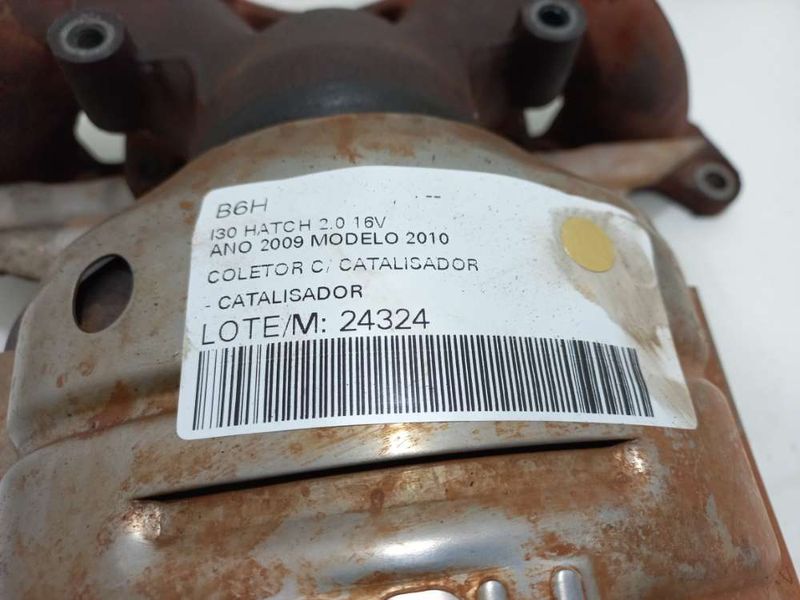 B6H
I30 HATCH 2.0 16V
ANO 2009 MODELO 2010
COLETOR C/ CATALISADOR
- CATALISADOR
LOTE/M: 24324